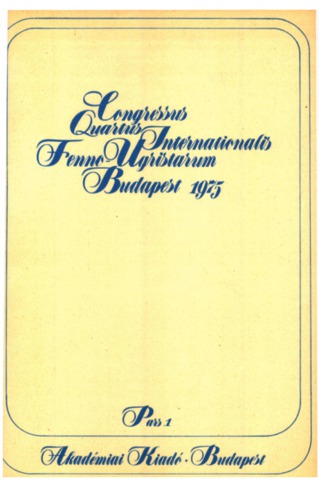 Congressus
Quartus
Internationalis
Fenno-Ugristarum
Budapest 1975
Pars 1
Akadémiai Kiadó · Budapest